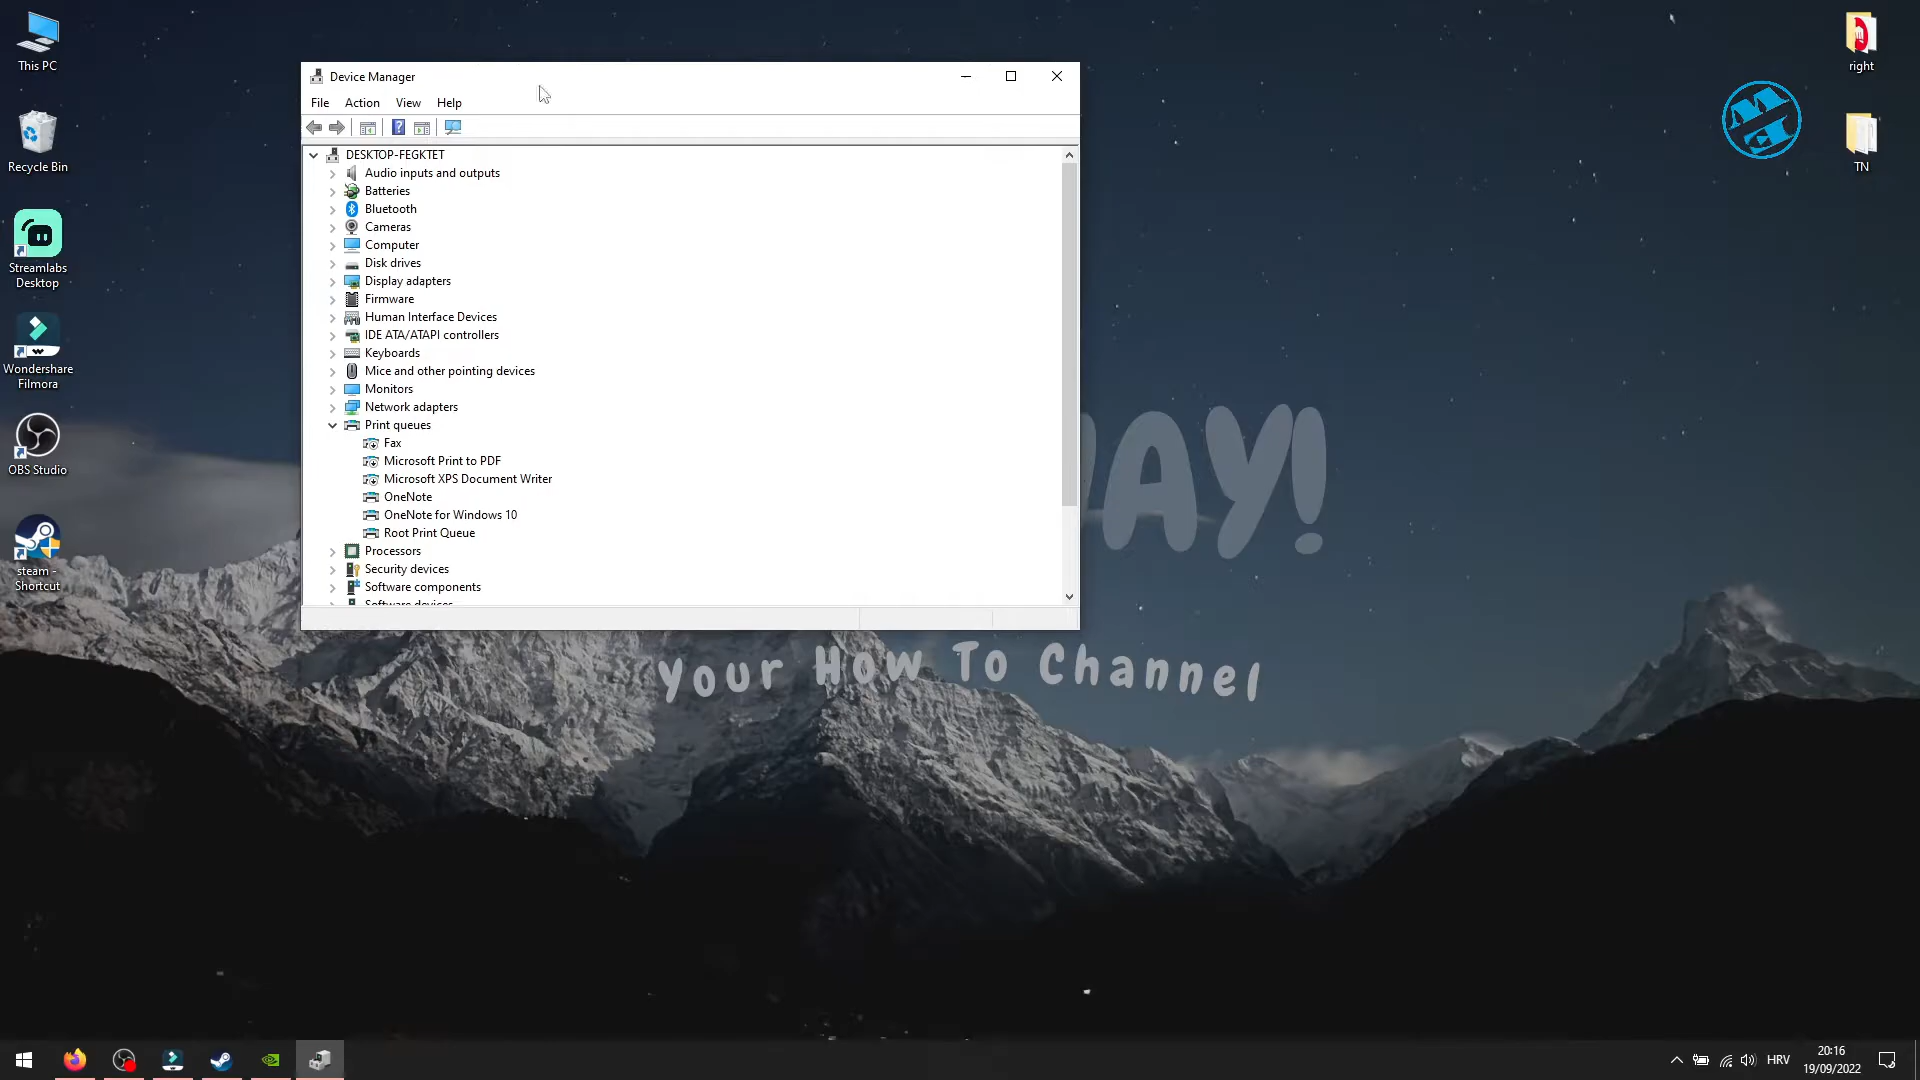 This PC
Recycle Bin
Streamlabs
Desktop
Wondershare
Filmora
OBS Studio
steam -
Shortcut
Device Manager
File Action View Help
DESKTOP-FEGKTET
Audio inputs and outputs
Batteries
Bluetooth
Cameras
Computer
Disk drives
Display adapters
Firmware
Human Interface Devices
IDE ATA/ATAPI controllers
Keyboards
Mice and other pointing devices
Monitors
Network adapters
Print queues
Fax
Microsoft Print to PDF
Microsoft XPS Document Writer
OneNote
OneNote for Windows 10
Root Print Queue
Processors
Security devices
Software components
Software devices
AY!
Your How To Channel
right
TN
HRV
20:16
19/09/2022